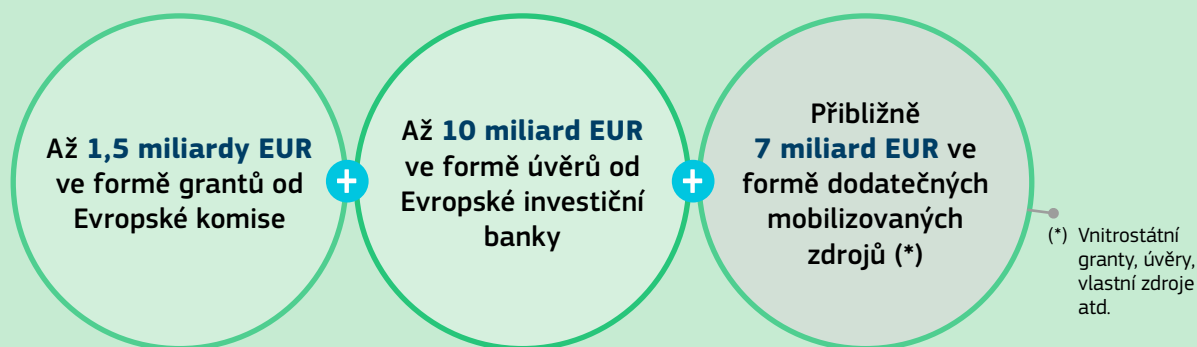 Až 1,5 miliardy EUR
ve formě grantů od
Evropské komise
+
Až 10 miliard EUR
ve formě úvěrů od
Evropské investiční
banky
+
Přibližně
7 miliard EUR ve
formě dodatečných
mobilizovaných
zdrojů (*)
(*) Vnitrostátní
granty, úvěry,
vlastní zdroje
atd.